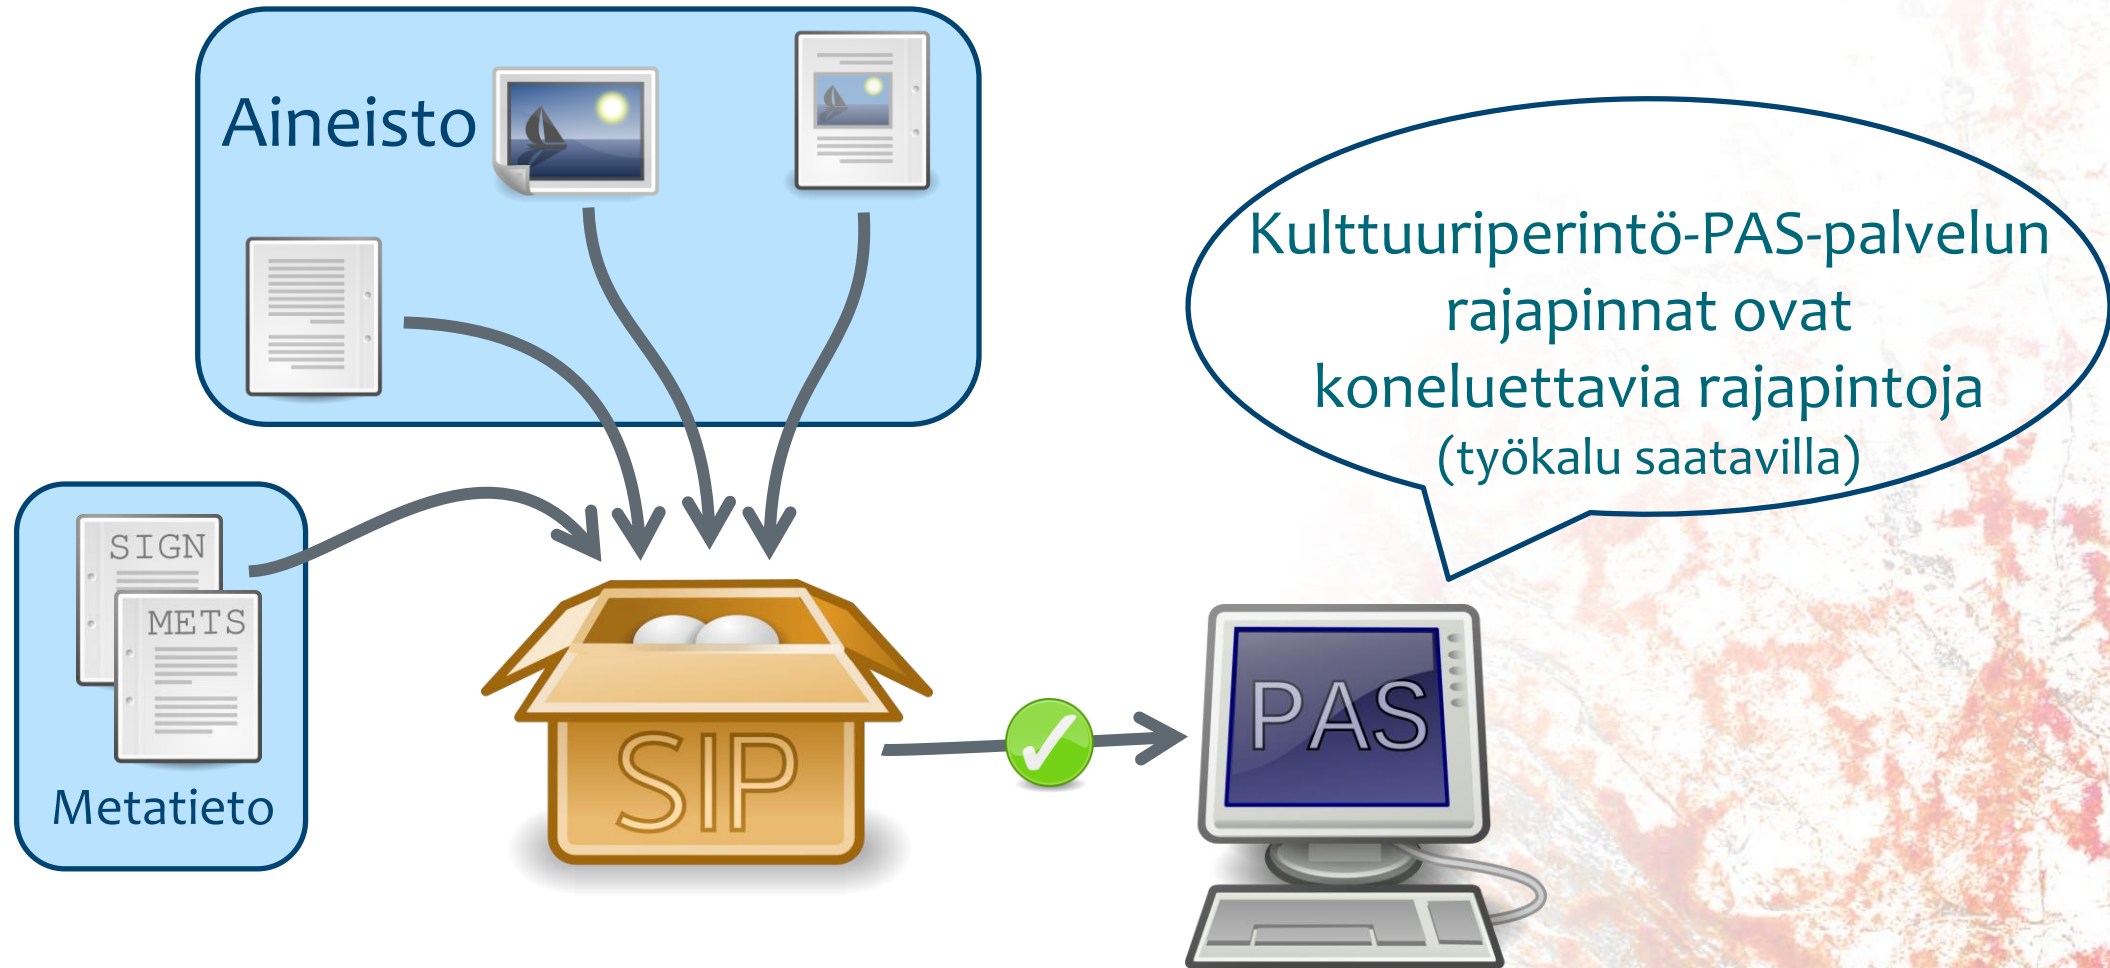 Aineisto
Kulttuuriperintö-PAS-palvelun
rajapinnat ovat
koneluettavia rajapintoja
(työkalu saatavilla)
SIGN
METS
Metatieto
SIP
PAS